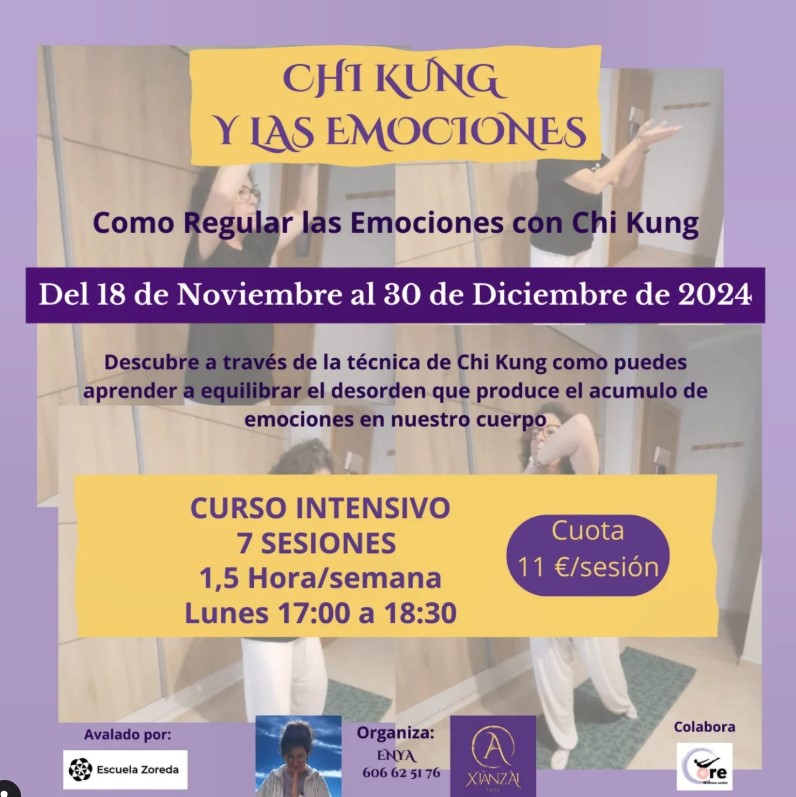 CHI KUNG
Y LAS EMOCIONES
Como Regular las Emociones con Chi Kung
Del 18 de Noviembre al 30 de Diciembre de 2024
Descubre a través de la técnica de Chi Kung como puedes
aprender a equilibrar el desorden que produce el acumulo de
emociones en nuestro cuerpo
CURSO INTENSIVO
7 SESIONES
1,5 Hora/semana
Lunes 17:00 a 18:30
Cuota
11 €/sesión
Avalado por:
Escuela Zoreda
Organiza:
ENYA
606 62 51 76
XIÀNZÀI
Colabora
Core